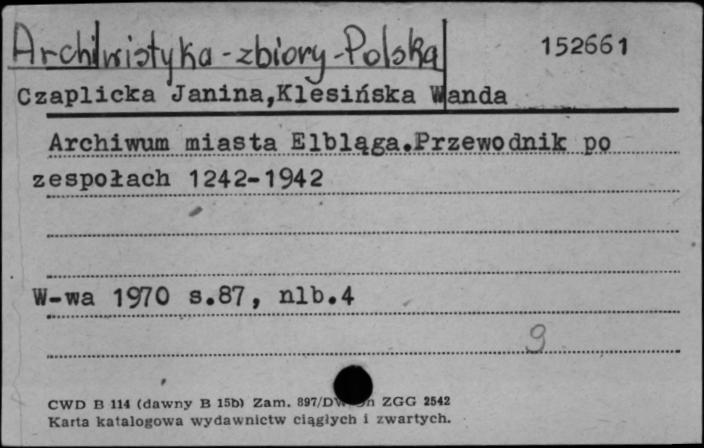 Archiwistyka - zbiory - Polska
152661
Czaplicka Janina,Klesińska Wanda
Archiwum miasta Elbląga.Przewodnik po
zespołach 1242-1942
W-wa 1970 s.87, nlb.4
9
CWD B 114 (dawny B 15b) Zam. 897/DW ZGG 2542
Karta katalogowa wydawnictw ciągłych i zwartych.